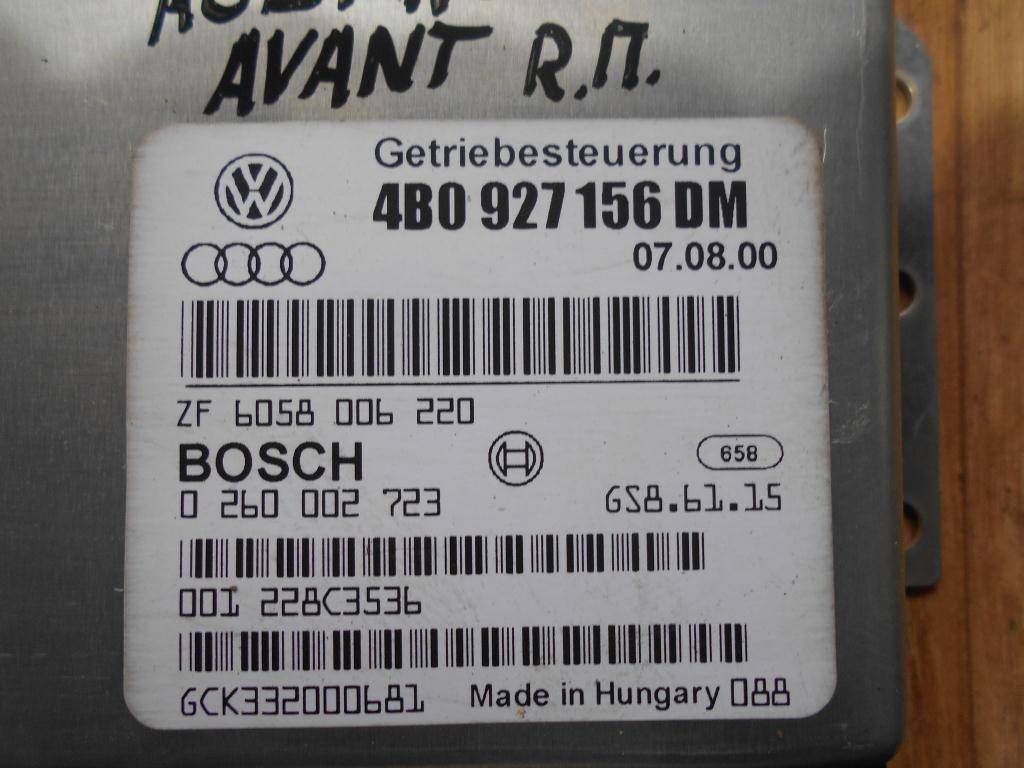 AVANT R.П.
Getriebesteuerung
4B0 927 156 DM
07.08.00
ZF 6058 006 220
BOSCH
658
0 260 002 723
GS8.61.15
001 228C3536
GCK332000681 Made in Hungary 088